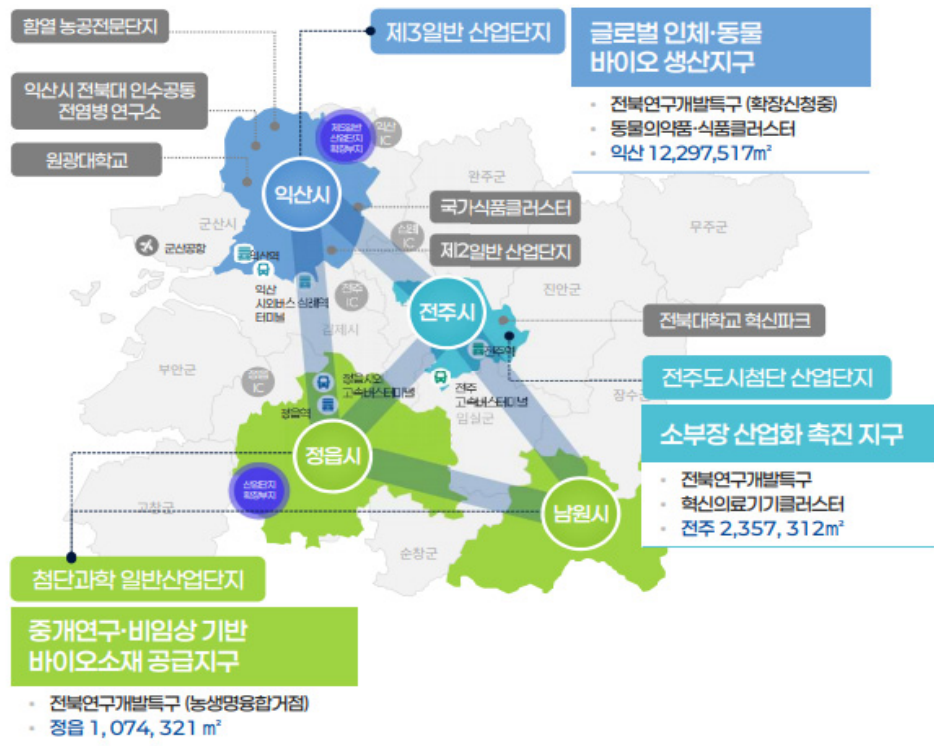 함열 농공전문단지
제3일반 산업단지
글로벌 인체·동물
바이오 생산지구
전북연구개발특구 (확장신청중)
동물의약품·식품클러스터
익산 12,297,517㎡
익산시 전북대 인수공통
전염병 연구소
원광대학교
제3일반
산업단지
확장부지
익산
IC
익산시
완주군
무주군
국가식품클러스터
군산시
군산공항
삼례
IC
제2일반 산업단지
익산역
익산
시외버스
터미널
삼례역
전주
IC
김제시
전주시
진안군
전북대학교 혁신파크
전주역
전주
고속버스터미널
전주도시첨단 산업단지
장수군
부안군
IC
정읍시외
고속버스터미널
정읍역
임실군
소부장 산업화 촉진 지구
전북연구개발특구
혁신의료기기클러스터
전주 2,357, 312㎡
정읍시
산업단지
확장부지
남원시
고창군
순창군
첨단과학 일반산업단지
중개연구·비임상 기반
바이오소재 공급지구
전북연구개발특구 (농생명융합거점)
정읍 1, 074, 321 ㎡